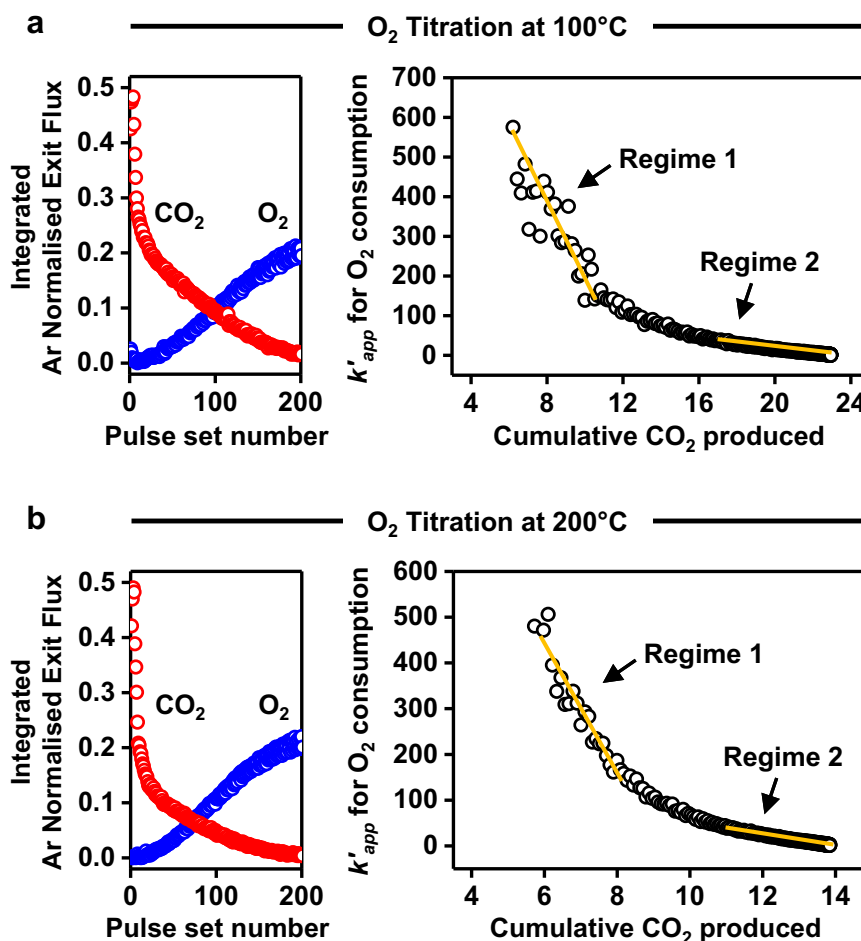 a
O₂ Titration at 100°C
Integrated
Ar Normalised Exit Flux
0.5
0.4
0.3
0.2
0.1
0.0
CO₂
O₂
0
100
200
Pulse set number
k'app for O₂ consumption
700
600
500
400
300
200
100
0
Regime 1
Regime 2
4
8
12
16
20
24
Cumulative CO₂ produced
b
O₂ Titration at 200°C
Integrated
Ar Normalised Exit Flux
0.5
0.4
0.3
0.2
0.1
0.0
CO₂
O₂
0
100
200
Pulse set number
k'app for O₂ consumption
600
500
400
300
200
100
0
Regime 1
Regime 2
4
6
8
10
12
14
Cumulative CO₂ produced